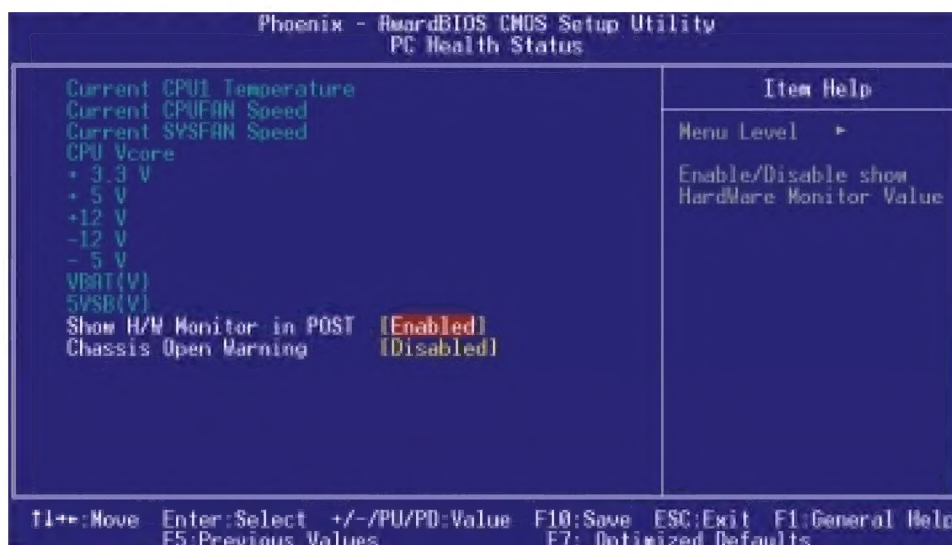 Phoenix - AwardBIOS CMOS Setup Utility
PC Health Status
Current CPU1 Temperature
Current CPUFAN Speed
Current SYSFAN Speed
CPU Vcore
+ 3.3 V
+ 5 V
+12 V
-12 V
- 5 V
VBAT(V)
5VSB(V)
Show H/W Monitor in POST [Enabled]
Chassis Open Warning [Disabled]
Item Help
Menu Level ►
Enable/Disable show
HardWare Monitor Value
↑↓←→:Move Enter:Select +/-/PU/PD:Value F10:Save ESC:Exit F1:General Help
F5:Previous Values F7: Optimized Defaults